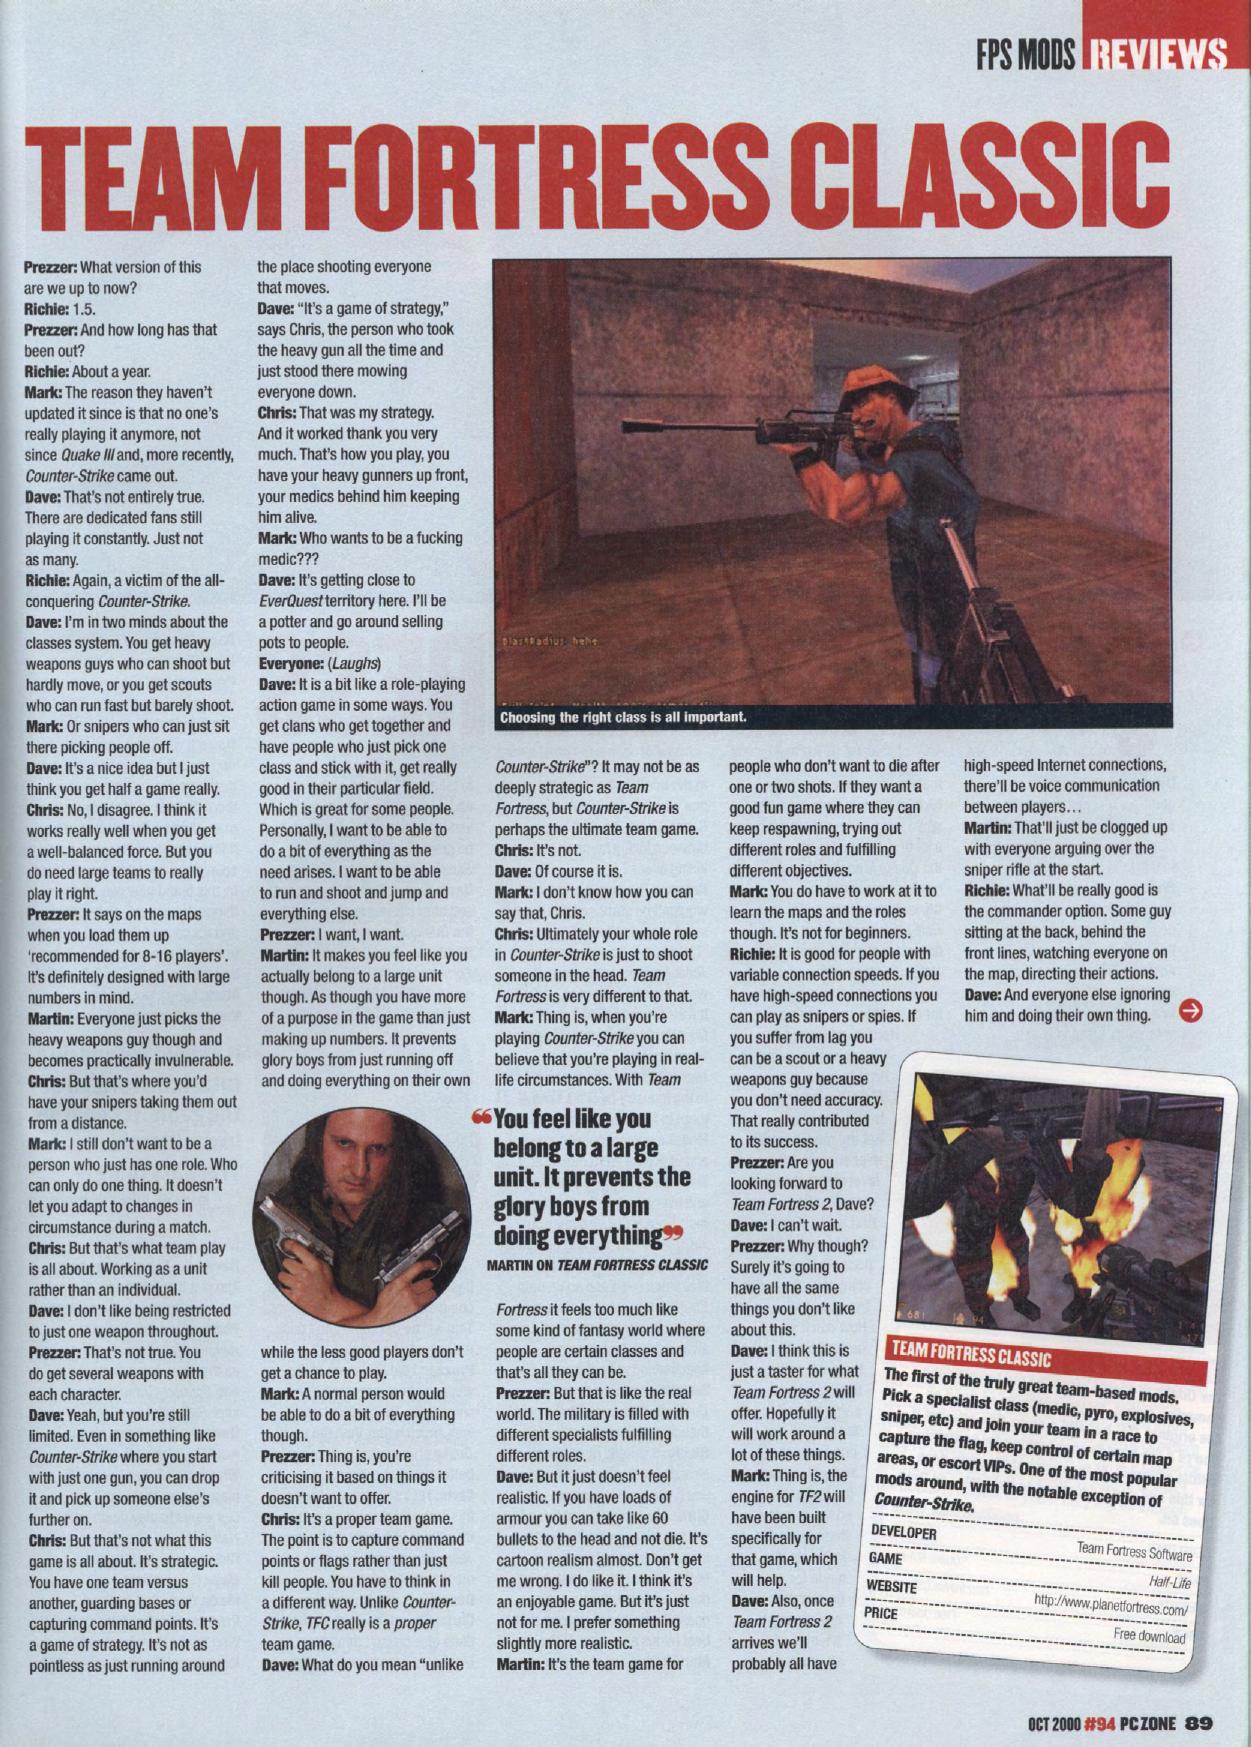 FPS MODS REVIEWS
TEAM FORTRESS CLASSIC
Prezzer: What version of this
are we up to now?
Richie: 1.5.
Prezzer: And how long has that
been out?
Richie: About a year.
Mark: The reason they haven't
updated it since is that no one's
really playing it anymore, not
since Quake III and, more recently,
Counter-Strike came out.
Dave: That's not entirely true.
There are dedicated fans still
playing it constantly. Just not
as many.
Richie: Again, a victim of the all-
conquering Counter-Strike.
Dave: I'm in two minds about the
classes system. You get heavy
weapons guys who can shoot but
hardly move, or you get scouts
who can run fast but barely shoot.
Mark: Or snipers who can just sit
there picking people off.
Dave: It's a nice idea but I just
think you get half a game really.
Chris: No, I disagree. I think it
works really well when you get
a well-balanced force. But you
do need large teams to really
play it right.
Prezzer: It says on the maps
when you load them up
'recommended for 8-16 players'.
It's definitely designed with large
numbers in mind.
Martin: Everyone just picks the
heavy weapons guy though and
becomes practically invulnerable.
Chris: But that's where you'd
have your snipers taking them out
from a distance.
Mark: I still don't want to be a
person who just has one role. Who
can only do one thing. It doesn't
let you adapt to changes in
circumstance during a match.
Chris: But that's what team play
is all about. Working as a unit
rather than an individual.
Dave: I don't like being restricted
to just one weapon throughout.
Prezzer: That's not true. You
do get several weapons with
each character.
Dave: Yeah, but you're still
limited. Even in something like
Counter-Strike where you start
with just one gun, you can drop
it and pick up someone else's
further on.
Chris: But that's not what this
game is all about. It's strategic.
You have one team versus
another, guarding bases or
capturing command points. It's
a game of strategy. It's not as
pointless as just running around
the place shooting everyone
that moves.
Dave: "It's a game of strategy,"
says Chris, the person who took
the heavy gun all the time and
just stood there mowing
everyone down.
Chris: That was my strategy.
And it worked thank you very
much. That's how you play, you
have your heavy gunners up front,
your medics behind him keeping
him alive.
Mark: Who wants to be a fucking
medic???
Dave: It's getting close to
EverQuest territory here. I'll be
a potter and go around selling
pots to people.
Everyone: (Laughs)
Dave: It is a bit like a role-playing
action game in some ways. You
get clans who get together and
have people who just pick one
class and stick with it, get really
good in their particular field.
Which is great for some people.
Personally, I want to be able to
do a bit of everything as the
need arises. I want to be able
to run and shoot and jump and
everything else.
Prezzer: I want, I want.
Martin: It makes you feel like you
actually belong to a large unit
though. As though you have more
of a purpose in the game than just
making up numbers. It prevents
glory boys from just running off
and doing everything on their own
while the less good players don't
get a chance to play.
Mark: A normal person would
be able to do a bit of everything
though.
Prezzer: Thing is, you're
criticising it based on things it
doesn't want to offer.
Chris: It's a proper team game.
The point is to capture command
points or flags rather than just
kill people. You have to think in
a different way. Unlike Counter-
Strike, TFC really is a proper
team game.
Dave: What do you mean "unlike
BlastRadius: hehe
Choosing the right class is all important.
Counter-Strike"? It may not be as
deeply strategic as Team
Fortress, but Counter-Strike is
perhaps the ultimate team game.
Chris: It's not.
Dave: Of course it is.
Mark: I don't know how you can
say that, Chris.
Chris: Ultimately your whole role
in Counter-Strike is just to shoot
someone in the head. Team
Fortress is very different to that.
Mark: Thing is, when you're
playing Counter-Strike you can
believe that you're playing in real-
life circumstances. With Team
“You feel like you
belong to a large
unit. It prevents the
glory boys from
doing everything”
MARTIN ON TEAM FORTRESS CLASSIC
Fortress it feels too much like
some kind of fantasy world where
people are certain classes and
that's all they can be.
Prezzer: But that is like the real
world. The military is filled with
different specialists fulfilling
different roles.
Dave: But it just doesn't feel
realistic. If you have loads of
armour you can take like 60
bullets to the head and not die. It's
cartoon realism almost. Don't get
me wrong. I do like it. I think it's
an enjoyable game. But it's just
not for me. I prefer something
slightly more realistic.
Martin: It's the team game for
people who don't want to die after
one or two shots. If they want a
good fun game where they can
keep respawning, trying out
different roles and fulfilling
different objectives.
Mark: You do have to work at it to
learn the maps and the roles
though. It's not for beginners.
Richie: It is good for people with
variable connection speeds. If you
have high-speed connections you
can play as snipers or spies. If
you suffer from lag you
can be a scout or a heavy
weapons guy because
you don't need accuracy.
That really contributed
to its success.
Prezzer: Are you
looking forward to
Team Fortress 2, Dave?
Dave: I can't wait.
Prezzer: Why though?
Surely it's going to
have all the same
things you don't like
about this.
Dave: I think this is
just a taster for what
Team Fortress 2 will
offer. Hopefully it
will work around a
lot of these things.
Mark: Thing is, the
engine for TF2 will
have been built
specifically for
that game, which
will help.
Dave: Also, once
Team Fortress 2
arrives we'll
probably all have
high-speed Internet connections,
there'll be voice communication
between players...
Martin: That'll just be clogged up
with everyone arguing over the
sniper rifle at the start.
Richie: What'll be really good is
the commander option. Some guy
sitting at the back, behind the
front lines, watching everyone on
the map, directing their actions.
Dave: And everyone else ignoring
him and doing their own thing.
TEAM FORTRESS CLASSIC
The first of the truly great team-based mods.
Pick a specialist class (medic, pyro, explosives,
sniper, etc) and join your team in a race to
capture the flag, keep control of certain map
areas, or escort VIPs. One of the most popular
mods around, with the notable exception of
Counter-Strike.
DEVELOPER Team Fortress Software
GAME Half-Life
WEBSITE http://www.planetfortress.com/
PRICE Free download
OCT 2000 #94 PC ZONE 89